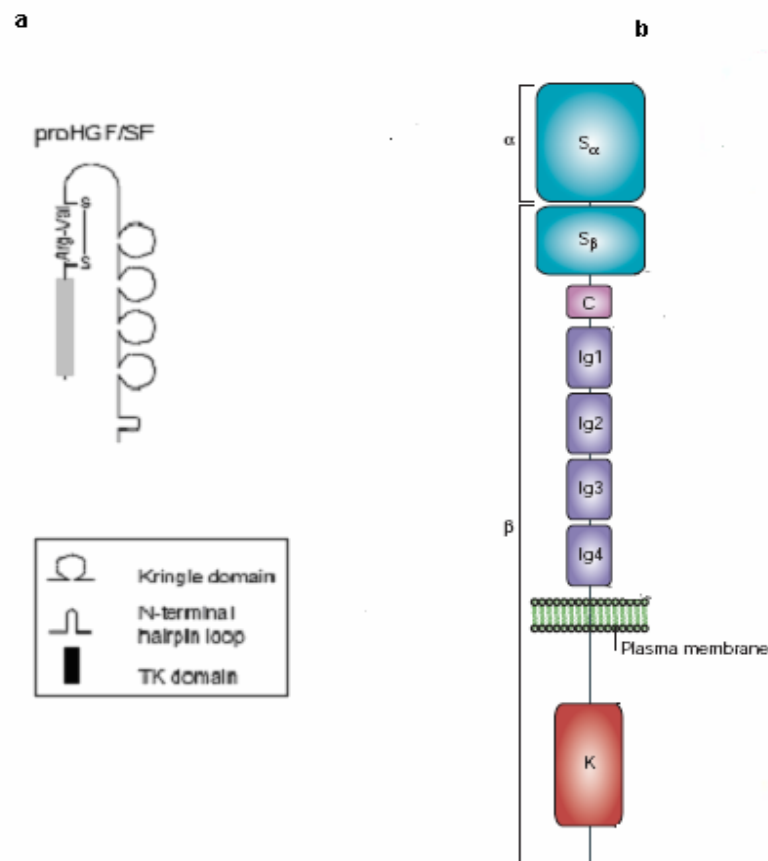 a
proHGF/SF
Arg-Val
S
S
Kringle domain
N-terminal
hairpin loop
TK domain
b
α
Sα
Sβ
C
Ig1
Ig2
Ig3
Ig4
β
Plasma membrane
K